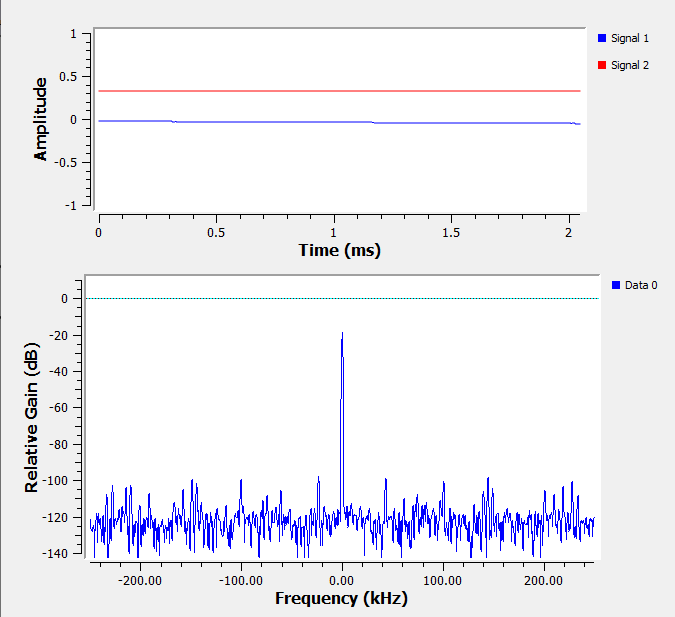 1
0.5
0
-0.5
-1
Amplitude
0 0.5 1 1.5 2
Time (ms)
Signal 1
Signal 2
0
-20
-40
-60
-80
-100
-120
-140
Relative Gain (dB)
-200.00 -100.00 0.00 100.00 200.00
Frequency (kHz)
Data 0